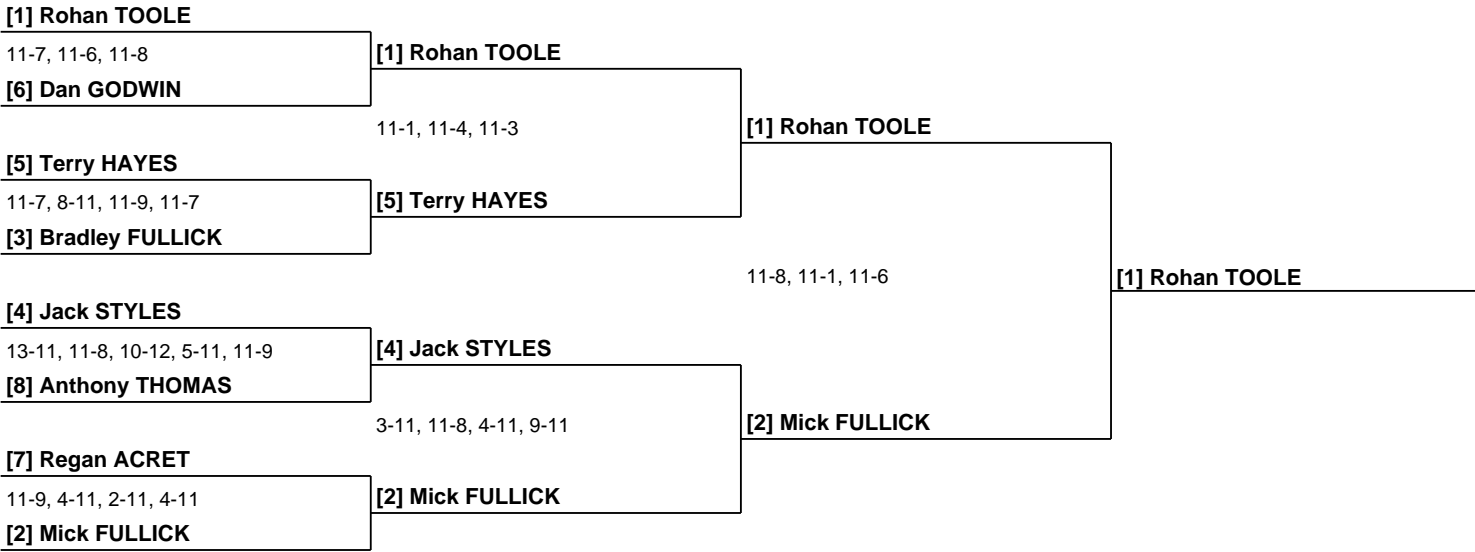 [1] Rohan TOOLE
11-7, 11-6, 11-8
[6] Dan GODWIN
[1] Rohan TOOLE
11-1, 11-4, 11-3
[5] Terry HAYES
11-7, 8-11, 11-9, 11-7
[3] Bradley FULLICK
[5] Terry HAYES
[1] Rohan TOOLE
11-8, 11-1, 11-6
[1] Rohan TOOLE
[4] Jack STYLES
13-11, 11-8, 10-12, 5-11, 11-9
[8] Anthony THOMAS
[4] Jack STYLES
3-11, 11-8, 4-11, 9-11
[2] Mick FULLICK
[7] Regan ACRET
11-9, 4-11, 2-11, 4-11
[2] Mick FULLICK
[2] Mick FULLICK